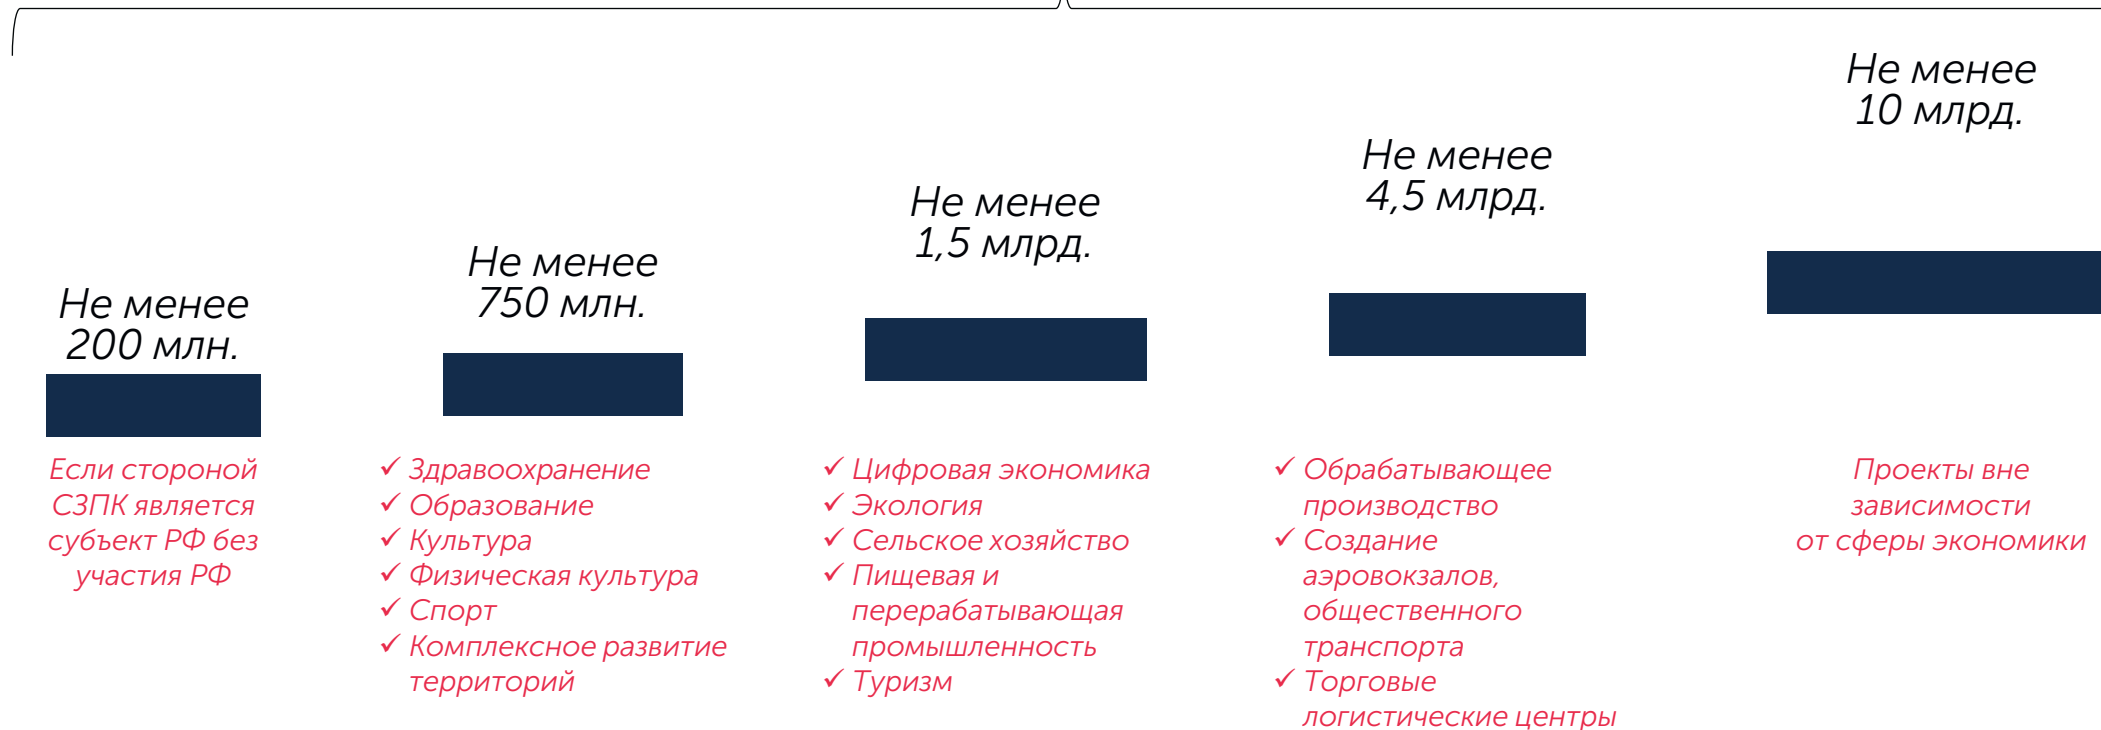 Не менее
200 млн.
Если стороной
СЗПК является
субъект РФ без
участия РФ
Не менее
750 млн.
✓ Здравоохранение
✓ Образование
✓ Культура
✓ Физическая культура
✓ Спорт
✓ Комплексное развитие
территорий
Не менее
1,5 млрд.
✓ Цифровая экономика
✓ Экология
✓ Сельское хозяйство
✓ Пищевая и
перерабатывающая
промышленность
✓ Туризм
Не менее
4,5 млрд.
✓ Обрабатывающее
производство
✓ Создание
аэровокзалов,
общественного
транспорта
✓ Торговые
логистические центры
Не менее
10 млрд.
Проекты вне
зависимости
от сферы экономики